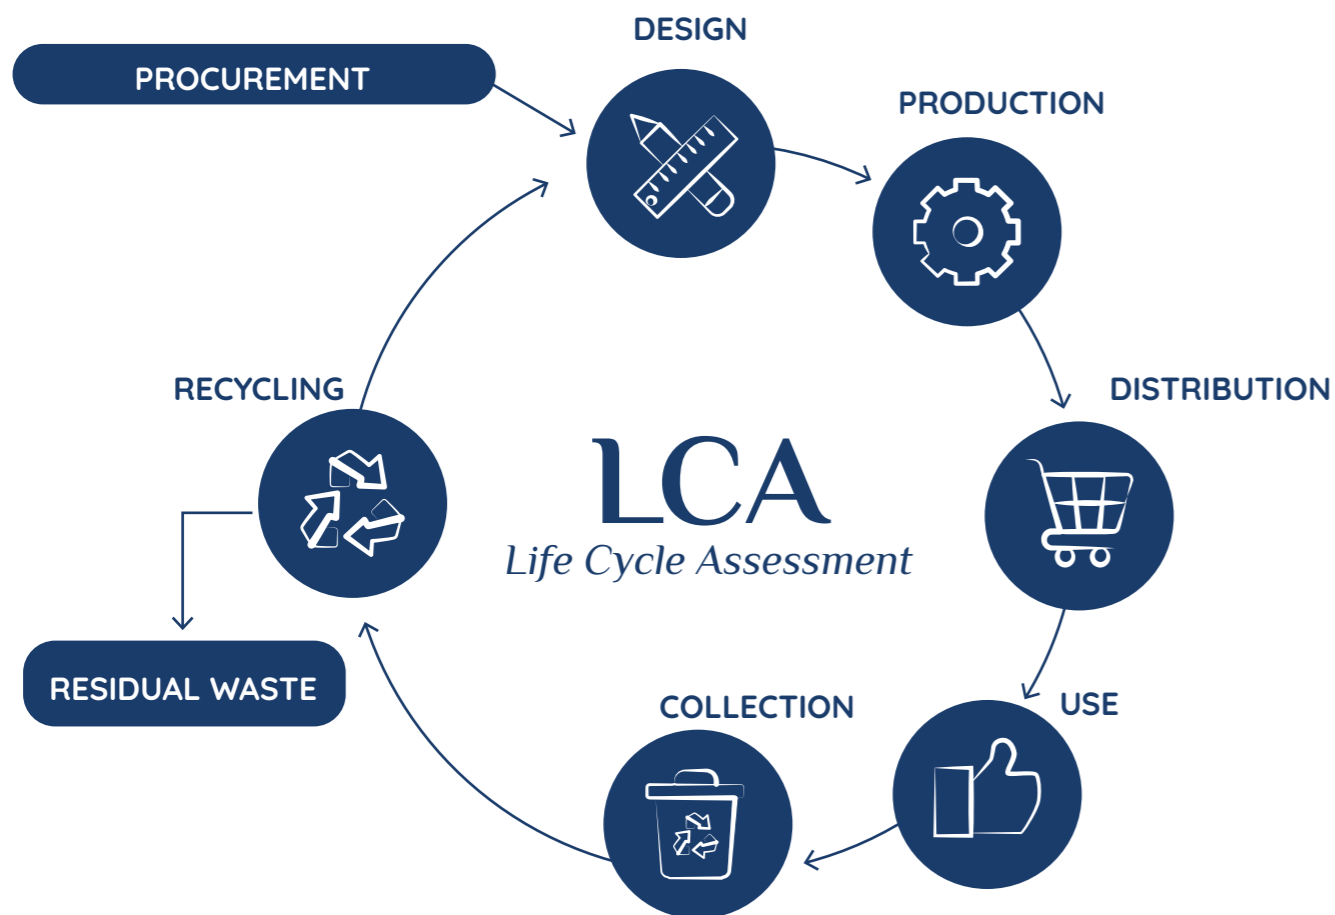 DESIGN
PROCUREMENT
PRODUCTION
RECYCLING
DISTRIBUTION
LCA
Life Cycle Assessment
RESIDUAL WASTE
COLLECTION
USE